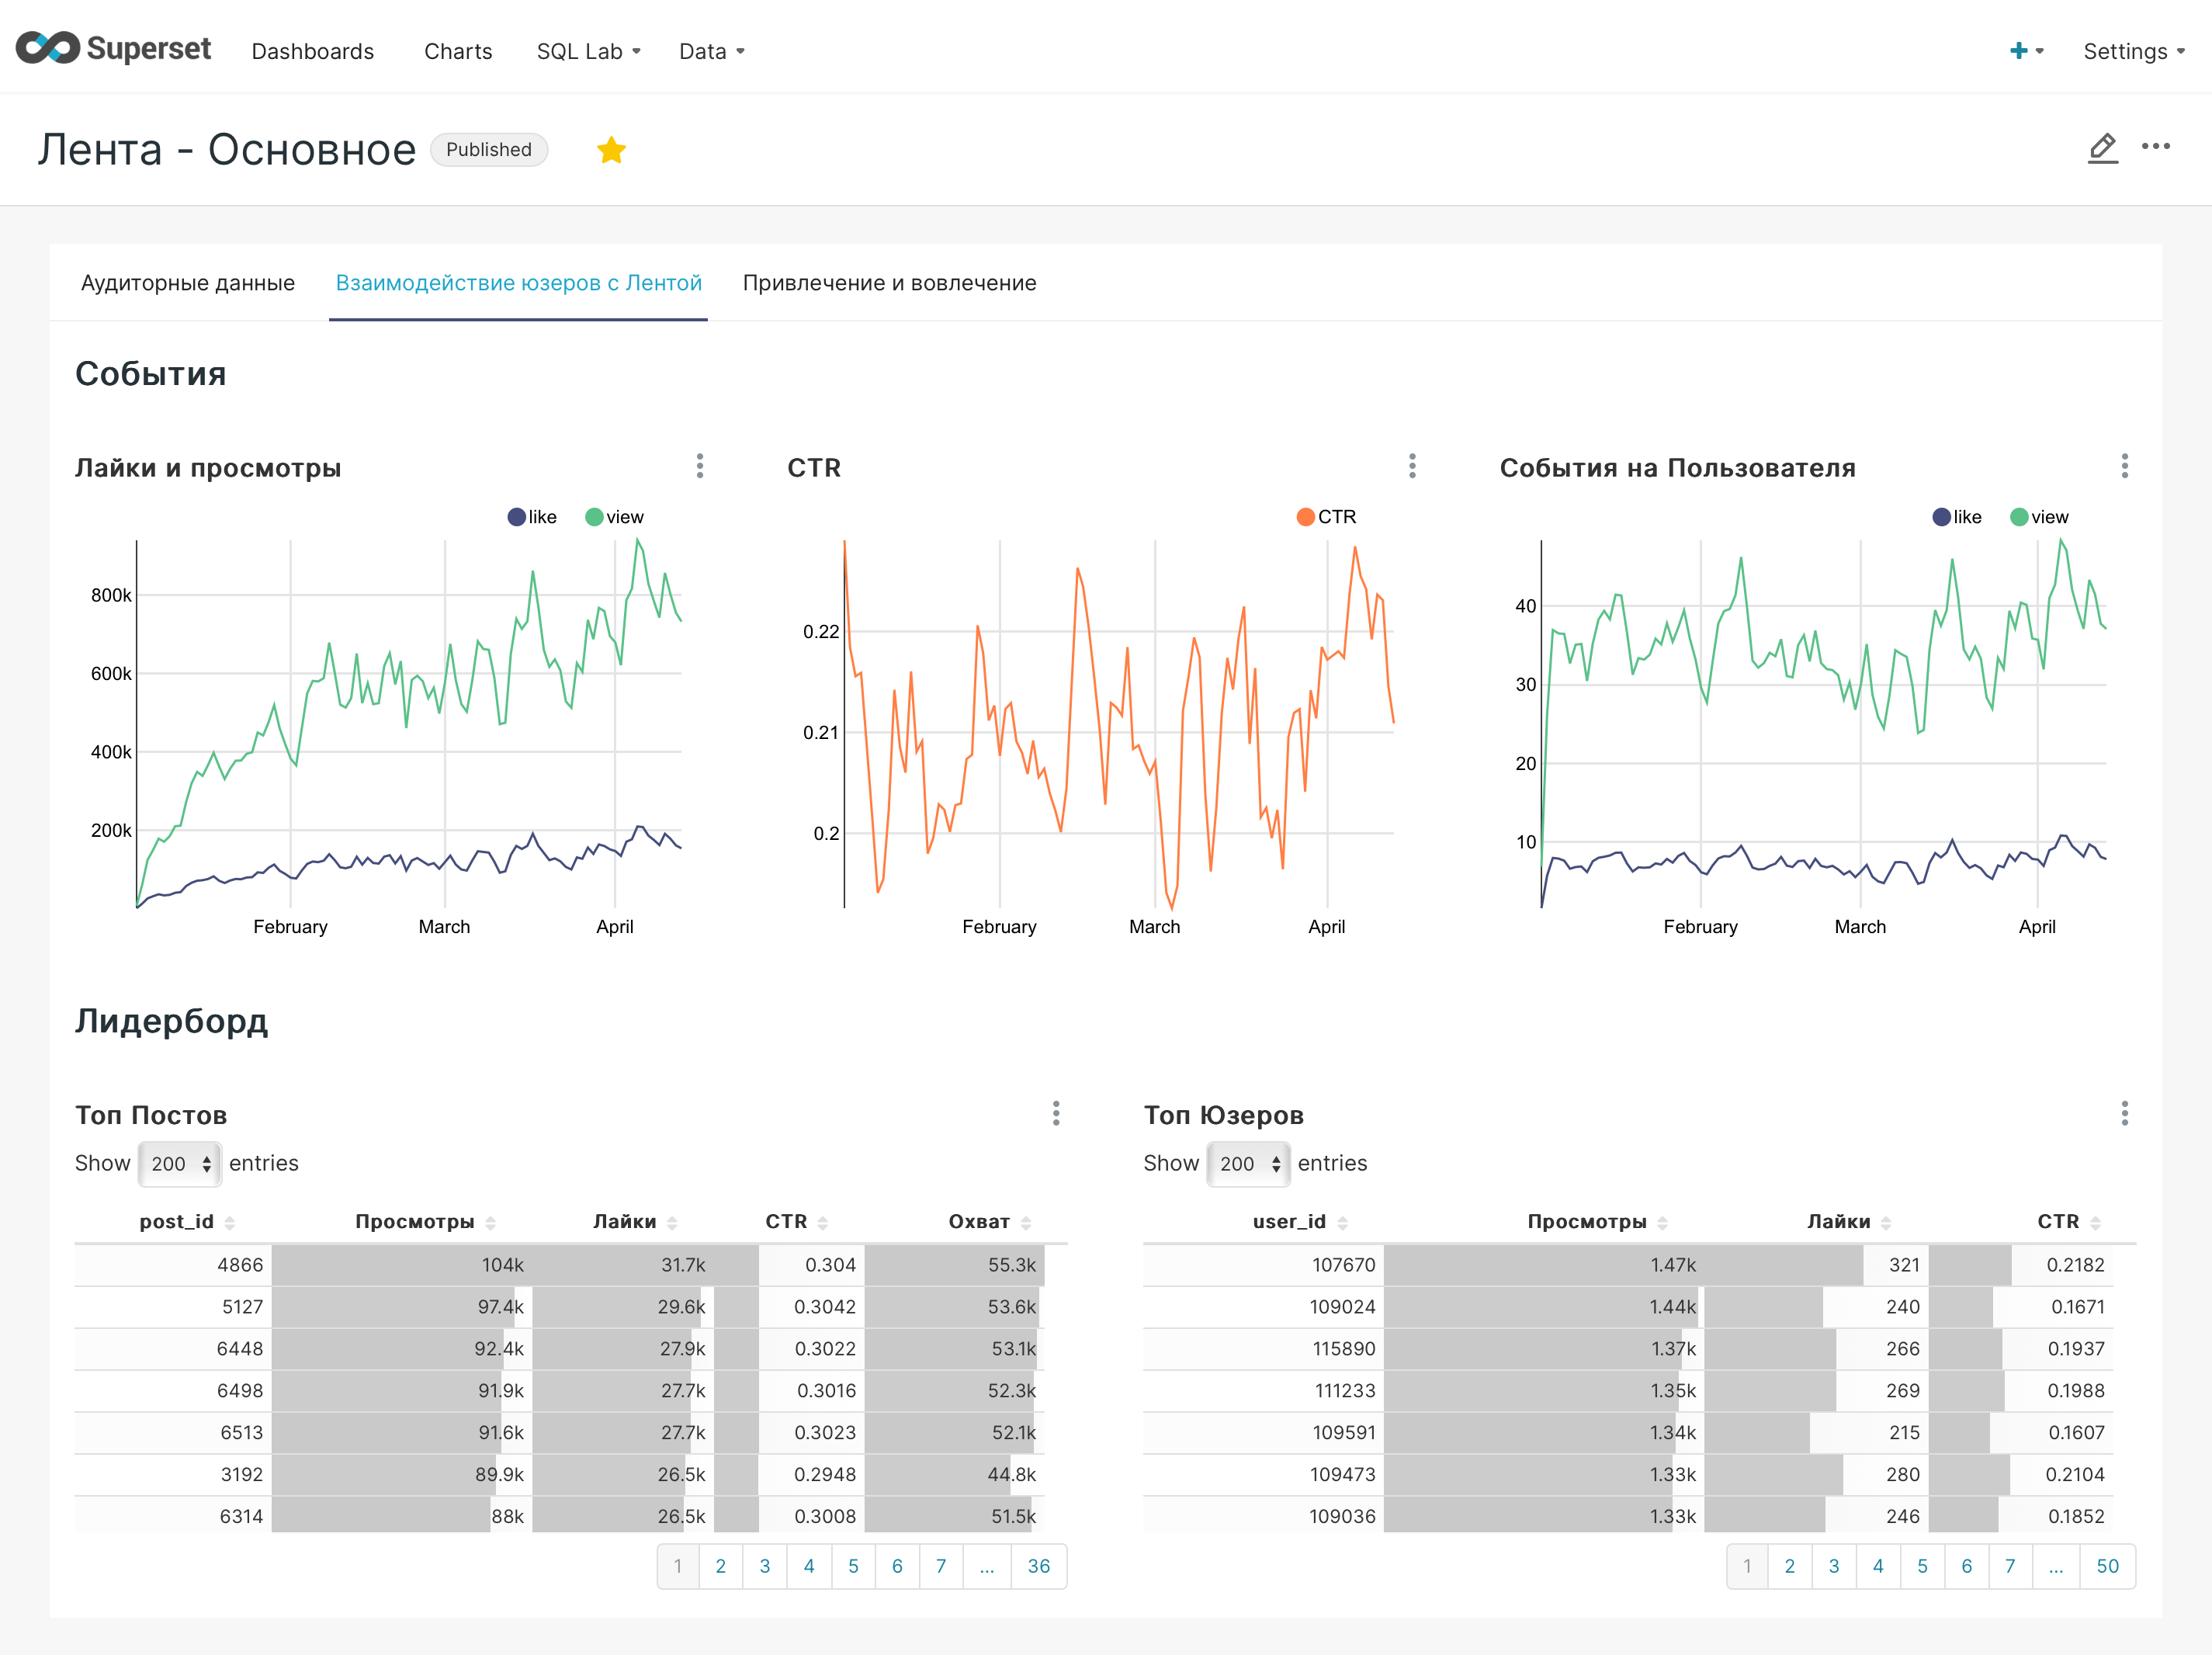 Superset Dashboards Charts SQL Lab Data + Settings
Лента - Основное Published
Аудиторные данные Взаимодействие юзеров с Лентой Привлечение и вовлечение
События
Лайки и просмотры
like view
800k
600k
400k
200k
February March April
CTR
CTR
0.22
0.21
0.2
February March April
События на Пользователя
like view
40
30
20
10
February March April
Лидерборд
Топ Постов
Show 200 entries
post_id Просмотры Лайки CTR Охват
4866 104k 31.7k 0.304 55.3k
5127 97.4k 29.6k 0.3042 53.6k
6448 92.4k 27.9k 0.3022 53.1k
6498 91.9k 27.7k 0.3016 52.3k
6513 91.6k 27.7k 0.3023 52.1k
3192 89.9k 26.5k 0.2948 44.8k
6314 88k 26.5k 0.3008 51.5k
1 2 3 4 5 6 7 ... 36
Топ Юзеров
Show 200 entries
user_id Просмотры Лайки CTR
107670 1.47k 321 0.2182
109024 1.44k 240 0.1671
115890 1.37k 266 0.1937
111233 1.35k 269 0.1988
109591 1.34k 215 0.1607
109473 1.33k 280 0.2104
109036 1.33k 246 0.1852
1 2 3 4 5 6 7 ... 50